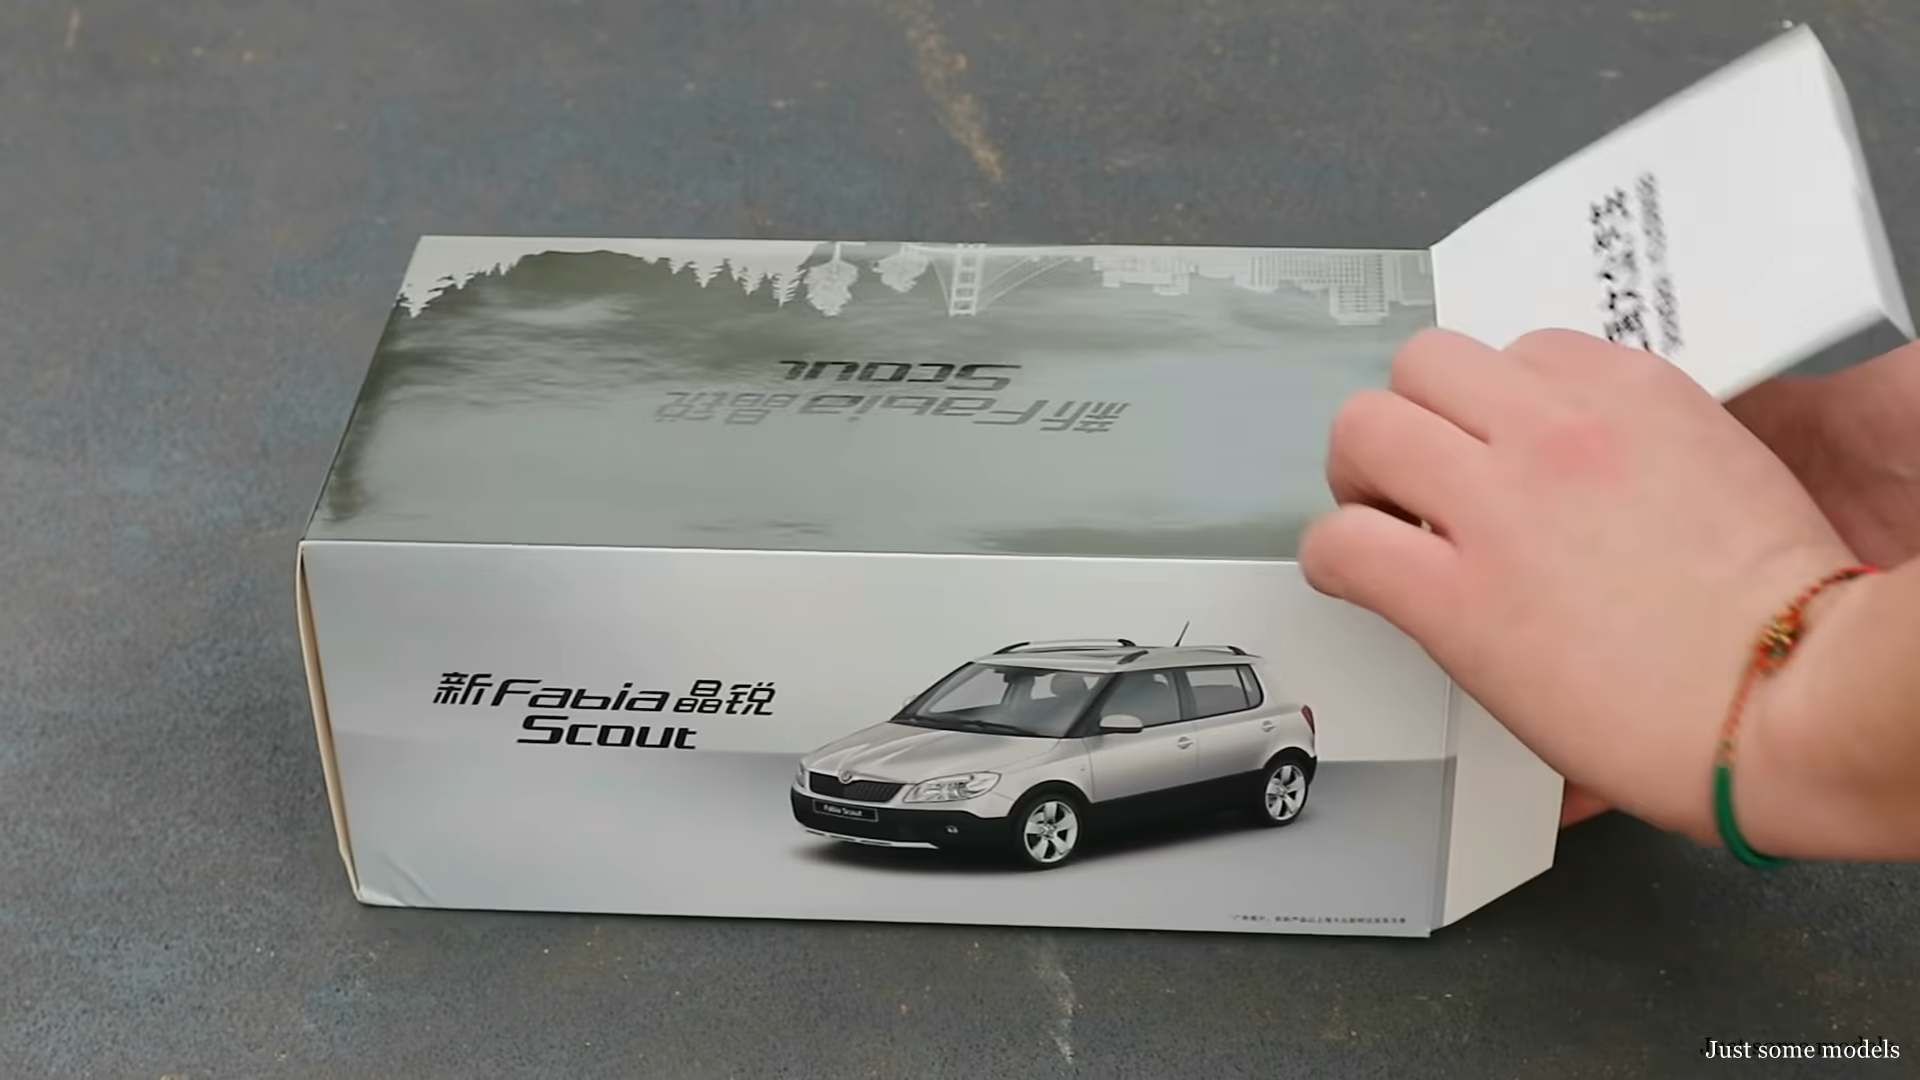 新Fabia晶锐
Scout
新Fabia晶锐
Scout
Fabia Scout
Just some models